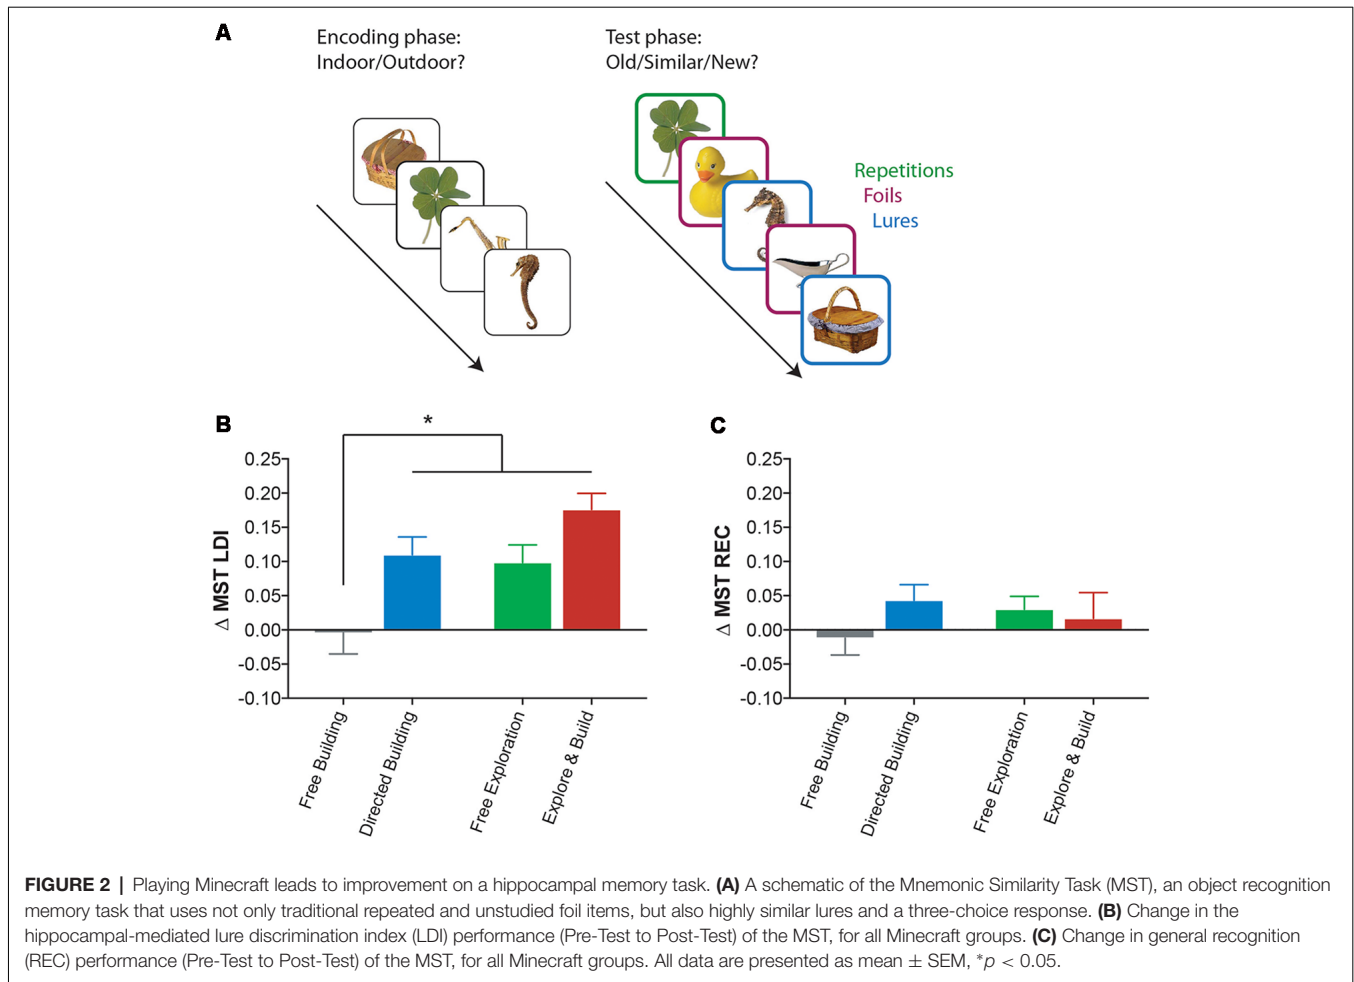 A
Encoding phase:
Indoor/Outdoor?
Test phase:
Old/Similar/New?
Repetitions
Foils
Lures
B
*
Δ MST LDI
0.25
0.20
0.15
0.10
0.05
0.00
-0.05
-0.10
Free Building
Directed Building
Free Exploration
Explore & Build
C
Δ MST REC
0.25
0.20
0.15
0.10
0.05
0.00
-0.05
-0.10
Free Building
Directed Building
Free Exploration
Explore & Build
FIGURE 2 | Playing Minecraft leads to improvement on a hippocampal memory task. (A) A schematic of the Mnemonic Similarity Task (MST), an object recognition
memory task that uses not only traditional repeated and unstudied foil items, but also highly similar lures and a three-choice response. (B) Change in the
hippocampal-mediated lure discrimination index (LDI) performance (Pre-Test to Post-Test) of the MST, for all Minecraft groups. (C) Change in general recognition
(REC) performance (Pre-Test to Post-Test) of the MST, for all Minecraft groups. All data are presented as mean ± SEM, *p < 0.05.